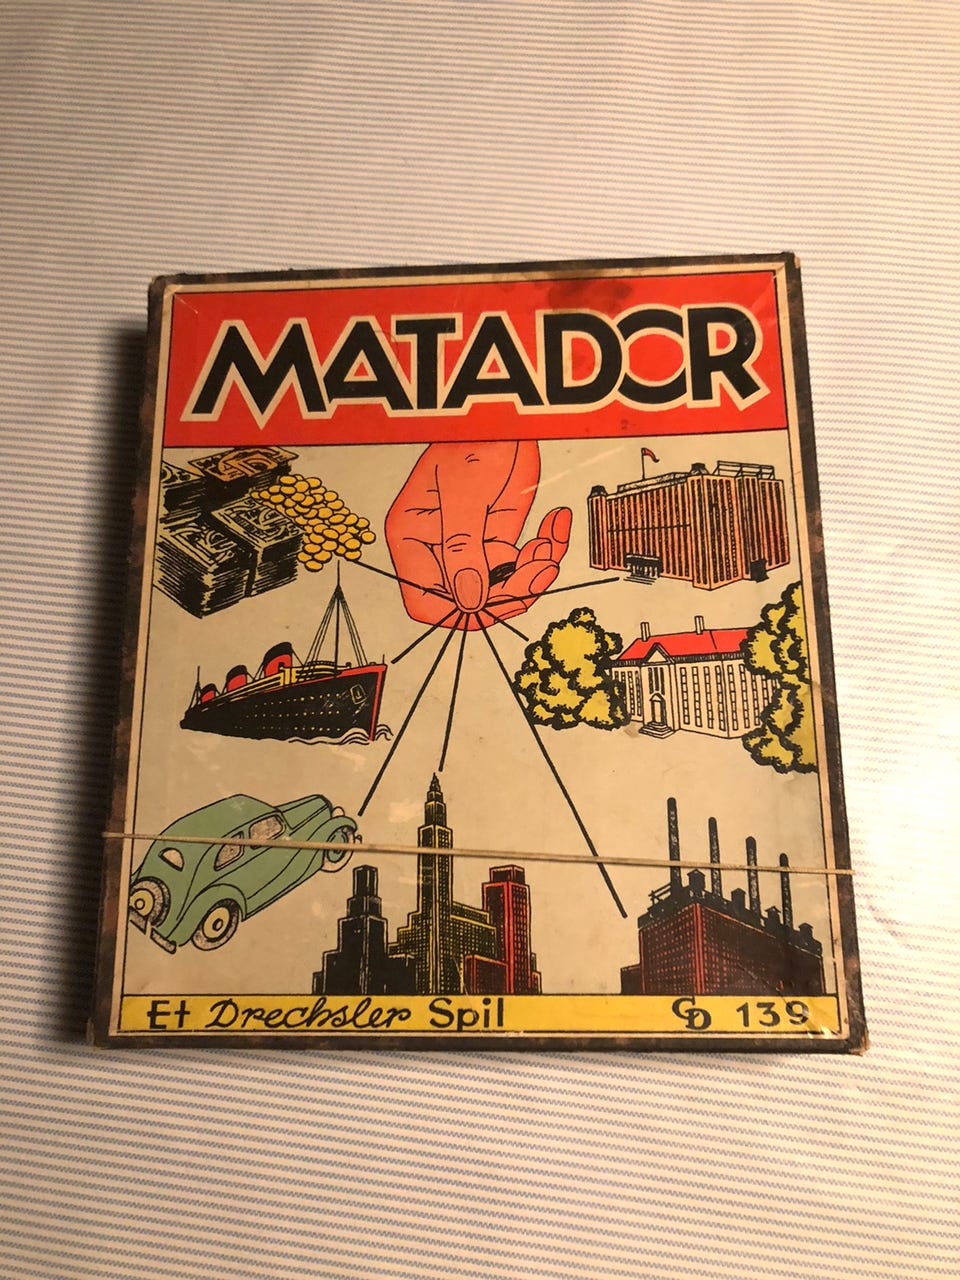 MATADOR
Et Drechsler Spil CD 139